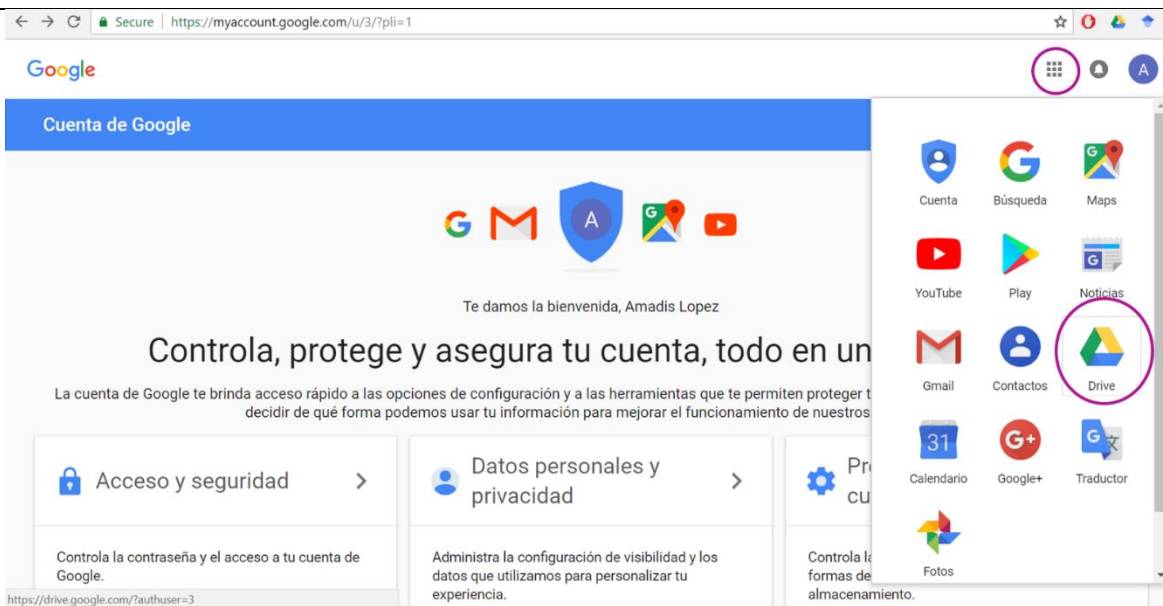 Secure | https://myaccount.google.com/u/3/?pli=1
Google
A
Cuenta de Google
Cuenta Búsqueda Maps
YouTube Play Noticias
Gmail Contactos Drive
31 G+
Calendario Google+ Traductor
Fotos
A
Te damos la bienvenida, Amadis Lopez
Controla, protege y asegura tu cuenta, todo en un
La cuenta de Google te brinda acceso rápido a las opciones de configuración y a las herramientas que te permiten proteger t
decidir de qué forma podemos usar tu información para mejorar el funcionamiento de nuestros
Acceso y seguridad
Controla la contraseña y el acceso a tu cuenta de
Google.
Datos personales y
privacidad
Administra la configuración de visibilidad y los
datos que utilizamos para personalizar tu
experiencia.
Pr
cu
Controla la
formas de
almacenamiento.
https://drive.google.com/?authuser=3